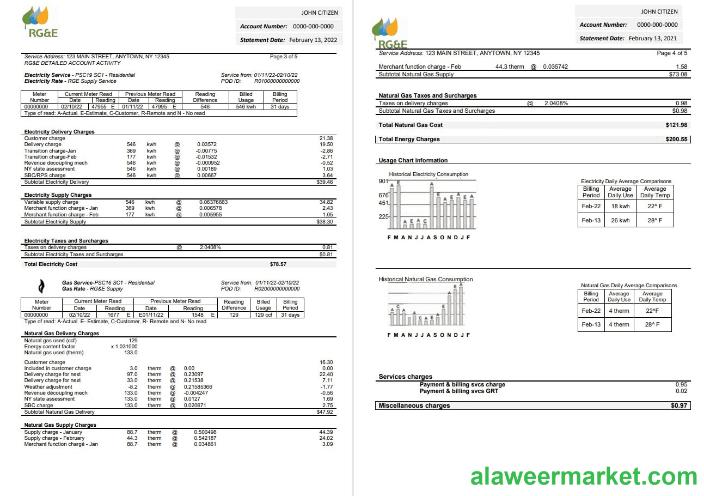 JOHN CITIZEN
Account Number: 0000-000-0000
Statement Date: February 13, 2022
RG&E
Service Address: 123 MAIN STREET, ANYTOWN, NY 12345 Page 3 of 5
RG&E DETAILED ACCOUNT ACTIVITY
Electricity Service - PSC19 SC1 - Residential Service from: 01/11/22-02/10/22
Electricity Rate - RGE Supply Service POD ID: R01000000000000
Meter Current Meter Read Previous Meter Read Reading Billed Billing
Number Date Reading Date Reading Difference Usage Period
00000000 02/10/22 E 01/11/22 47995 E 546 546 kwh 31 days
Type of read: A-Actual, E-Estimate, C-Customer, R-Remote and N - No read
Electricity Delivery Charges
Customer charge 21.38
Delivery charge 546 kwh @ 0.03572 19.50
Transition charge-Jan 369 kwh @ -0.00775 -2.86
Transition charge-Feb 177 kwh @ -0.01532 -2.71
Revenue decoupling mech 546 kwh @ -0.000952 -0.52
NY state assessment 546 kwh @ 0.00189 1.03
SBC/RPS charge 546 kwh @ 0.00667 3.64
Subtotal Electricity Delivery $39.46
Electricity Supply Charges
Variable supply charge 546 kwh @ 0.06376663 34.82
Merchant function charge - Jan 369 kwh @ 0.006576 2.43
Merchant function charge - Feb 177 kwh @ 0.005955 1.05
Subtotal Electricity Supply $38.30
Electricity Taxes and Surcharges
Taxes on delivery charges @ 2.0408% 0.81
Subtotal Electricity Taxes and Surcharges $0.81
Total Electricity Cost $78.57
Gas Service-PSC16 SC1 - Residential Service from: 01/11/22-02/10/22
Gas Rate - RG&E Supply POD ID: R02000000000000
Meter Current Meter Read Previous Meter Read Reading Billed Billing
Number Date Reading Date Reading Difference Usage Period
00000000 02/10/22 1677 E E01/11/22 1548 E 129 129 ccf 31 days
Type of read: A-Actual, E- Estimate, C-Customer, R- Remote and N- No read
Natural Gas Delivery Charges
Natural gas used (ccf) 129
Energy content factor x 1.031000
Natural gas used (therm) 133.0
Customer charge 16.30
Included in customer charge 3.0 therm @ 0.00 0.00
Delivery charge for next 97.0 therm @ 0.23097 22.40
Delivery charge for next 33.0 therm @ 0.21538 7.11
Weather adjustment -8.2 therm @ 0.21585366 -1.77
Revenue decoupling mech 133.0 therm @ -0.004247 -0.56
NY state assessment 133.0 therm @ 0.0127 1.69
SBC charge 133.0 therm @ 0.020671 2.75
Subtotal Natural Gas Delivery $47.92
Natural Gas Supply Charges
Supply charge - January 88.7 therm @ 0.500496 44.39
Supply charge - February 44.3 therm @ 0.542187 24.02
Merchant function charge - Jan 88.7 therm @ 0.034861 3.09
JOHN CITIZEN
Account Number: 0000-000-0000
Statement Date: February 13, 2021
RG&E
Service Address: 123 MAIN STREET, ANYTOWN, NY 12345 Page 4 of 5
Merchant function charge - Feb 44.3 therm @ 0.035742 1.58
Subtotal Natural Gas Supply $73.08
Natural Gas Taxes and Surcharges
Taxes on delivery charges 2.0408% 0.98
Subtotal Natural Gas Taxes and Surcharges $0.98
Total Natural Gas Cost $121.98
Total Energy Charges $200.55
Usage Chart Information
Historical Electricity Consumption
901
676
451
225
F M A M J J A S O N D J F
Electricity Daily Average Comparisons
Billing Average Average
Period Daily Use Daily Temp
Feb-22 18 kwh 22° F
Feb-13 26 kwh 28° F
Historical Natural Gas Consumption
F M A M J J A S O N D J F
Natural Gas Daily Average Comparisons
Billing Average Average
Period Daily Use Daily Temp
Feb-22 4 therm 22°F
Feb-13 4 therm 28° F
Services charges
Payment & billing svcs charge 0.95
Payment & billing svcs GRT 0.02
Miscellaneous charges $0.97
alaweermarket.com